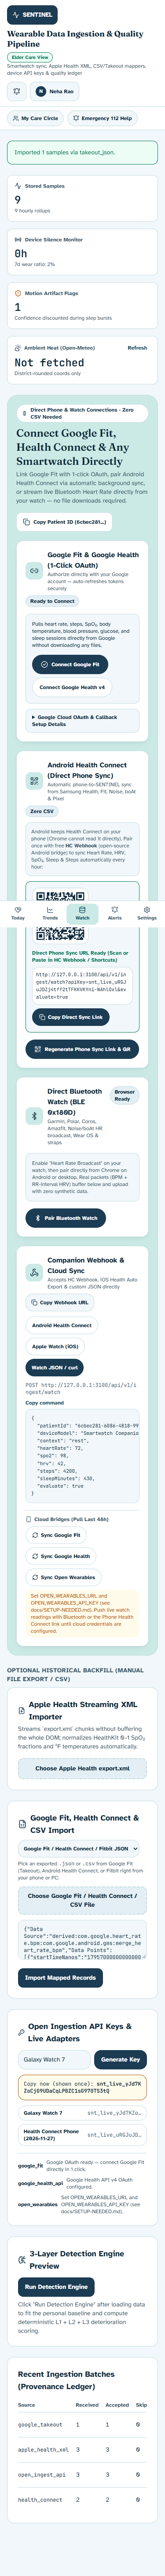 SENTINEL
Wearable Data Ingestion & Quality
Pipeline
Elder Care View
Smartwatch sync, Apple Health XML, CSV/Takeout mappers,
device API keys & quality ledger
N Neha Rao
My Care Circle
Emergency 112 Help
Imported 1 samples via takeout_json.
Stored Samples
9
9 hourly rollups
Device Silence Monitor
0h
7d wear ratio: 2%
Motion Artifact Flags
1
Confidence discounted during step bursts
Ambient Heat (Open-Meteo)
Refresh
Not fetched
District-rounded coords only
Direct Phone & Watch Connections · Zero
CSV Needed
Connect Google Fit,
Health Connect & Any
Smartwatch Directly
Link Google Fit with 1-click OAuth, pair Android
Health Connect for automatic background sync,
or stream live Bluetooth Heart Rate directly from
your watch — no file downloads required.
Copy Patient ID (6cbec281…)
Google Fit & Google Health
(1-Click OAuth)
Authorize directly with your Google
account — auto-refreshes tokens
securely
Ready to Connect
Pulls heart rate, steps, SpO₂, body
temperature, blood pressure, glucose, and
sleep sessions directly from Google
without downloading any files.
Connect Google Fit
Connect Google Health v4
Google Cloud OAuth & Callback
Setup Details
Android Health Connect
(Direct Phone Sync)
Automatic phone-to-SENTINEL sync
from Samsung Health, Fit, Noise, boAt
& Pixel
Zero CSV
Android keeps Health Connect on your
phone (Chrome cannot read it directly). Pair
once with free HC Webhook (open-
source Android bridge) to sync Heart Rate, HRV,
SpO₂, Sleep & Steps automatically every
hour:
Today
Trends
Watch
Alerts
Settings
Direct Phone Sync URL Ready (Scan or
Paste in HC Webhook / Shortcuts)
Copy Direct Sync Link
Regenerate Phone Sync Link & QR
Direct Bluetooth
Watch (BLE
0x180D)
Browser
Ready
Garmin, Polar, Coros,
Amazfit, Noise/boAt HR
broadcast, Wear OS &
straps
Enable "Heart Rate Broadcast" on your
watch, then pair directly from Chrome on
Android or desktop. Real packets (BPM +
RR-interval HRV) buffer below and upload
with zero synthetic data.
Pair Bluetooth Watch
Companion Webhook &
Cloud Sync
Accepts HC Webhook, iOS Health Auto
Export & custom JSON directly
Copy Webhook URL
Android Health Connect
Apple Watch (iOS)
Watch JSON / curl
POST http://127.0.0.1:3100/api/v1/i
ngest/watch
Copy command
{
"deviceModel": "Smartwatch Companio
"context": "rest",
"heartRate": 72,
"spo2": 98,
"hrv": 42,
"steps": 4200,
"sleepMinutes": 430,
"evaluate": true
}
Cloud Bridges (Pull Last 48h)
Sync Google Fit
Sync Google Health
Sync Open Wearables
Set OPEN_WEARABLES_URL and
OPEN_WEARABLES_API_KEY (see
docs/SETUP-NEEDED.md). Push live watch
readings with Bluetooth or the Phone Health
Connect link until cloud credentials are
configured.
OPTIONAL HISTORICAL BACKFILL (MANUAL
FILE EXPORT / CSV)
Apple Health Streaming XML
Importer
Streams `export.xml` chunks without buffering
the whole DOM; normalizes HealthKit 0–1 SpO₂
fractions and °F temperatures automatically.
Choose Apple Health export.xml
Google Fit, Health Connect &
CSV Import
Google Fit / Health Connect / Fitbit JSON
Pick an exported .json or .csv from Google Fit
(Takeout), Android Health Connect, or Fitbit right from
your phone or PC:
Choose Google Fit / Health Connect /
CSV File
{"Data
Source":"derived:com.google.heart_r
ate.bpm:com.google.android.gms:merge_he
art_rate_bpm","Data Points":
Import Mapped Records
Open Ingestion API Keys &
Live Adapters
Galaxy Watch 7
Generate Key
Galaxy Watch 7
Health Connect Phone
(2026-11-27)
google_fit
Google OAuth ready — connect Google Fit
directly in 1 click.
google_health_api
Google Health API v4 OAuth
configured.
open_wearables
Set OPEN_WEARABLES_URL and
OPEN_WEARABLES_API_KEY (see
docs/SETUP-NEEDED.md).
3-Layer Detection Engine
Preview
Run Detection Engine
Click "Run Detection Engine" after loading data
to fit the personal baseline and compute
deterministic L1 + L2 + L3 deterioration
scoring.
Recent Ingestion Batches
(Provenance Ledger)
Source Received Accepted Skip
google_takeout 1 1 0
apple_health_xml 3 3 0
open_ingest_api 3 3 0
health_connect 2 2 0